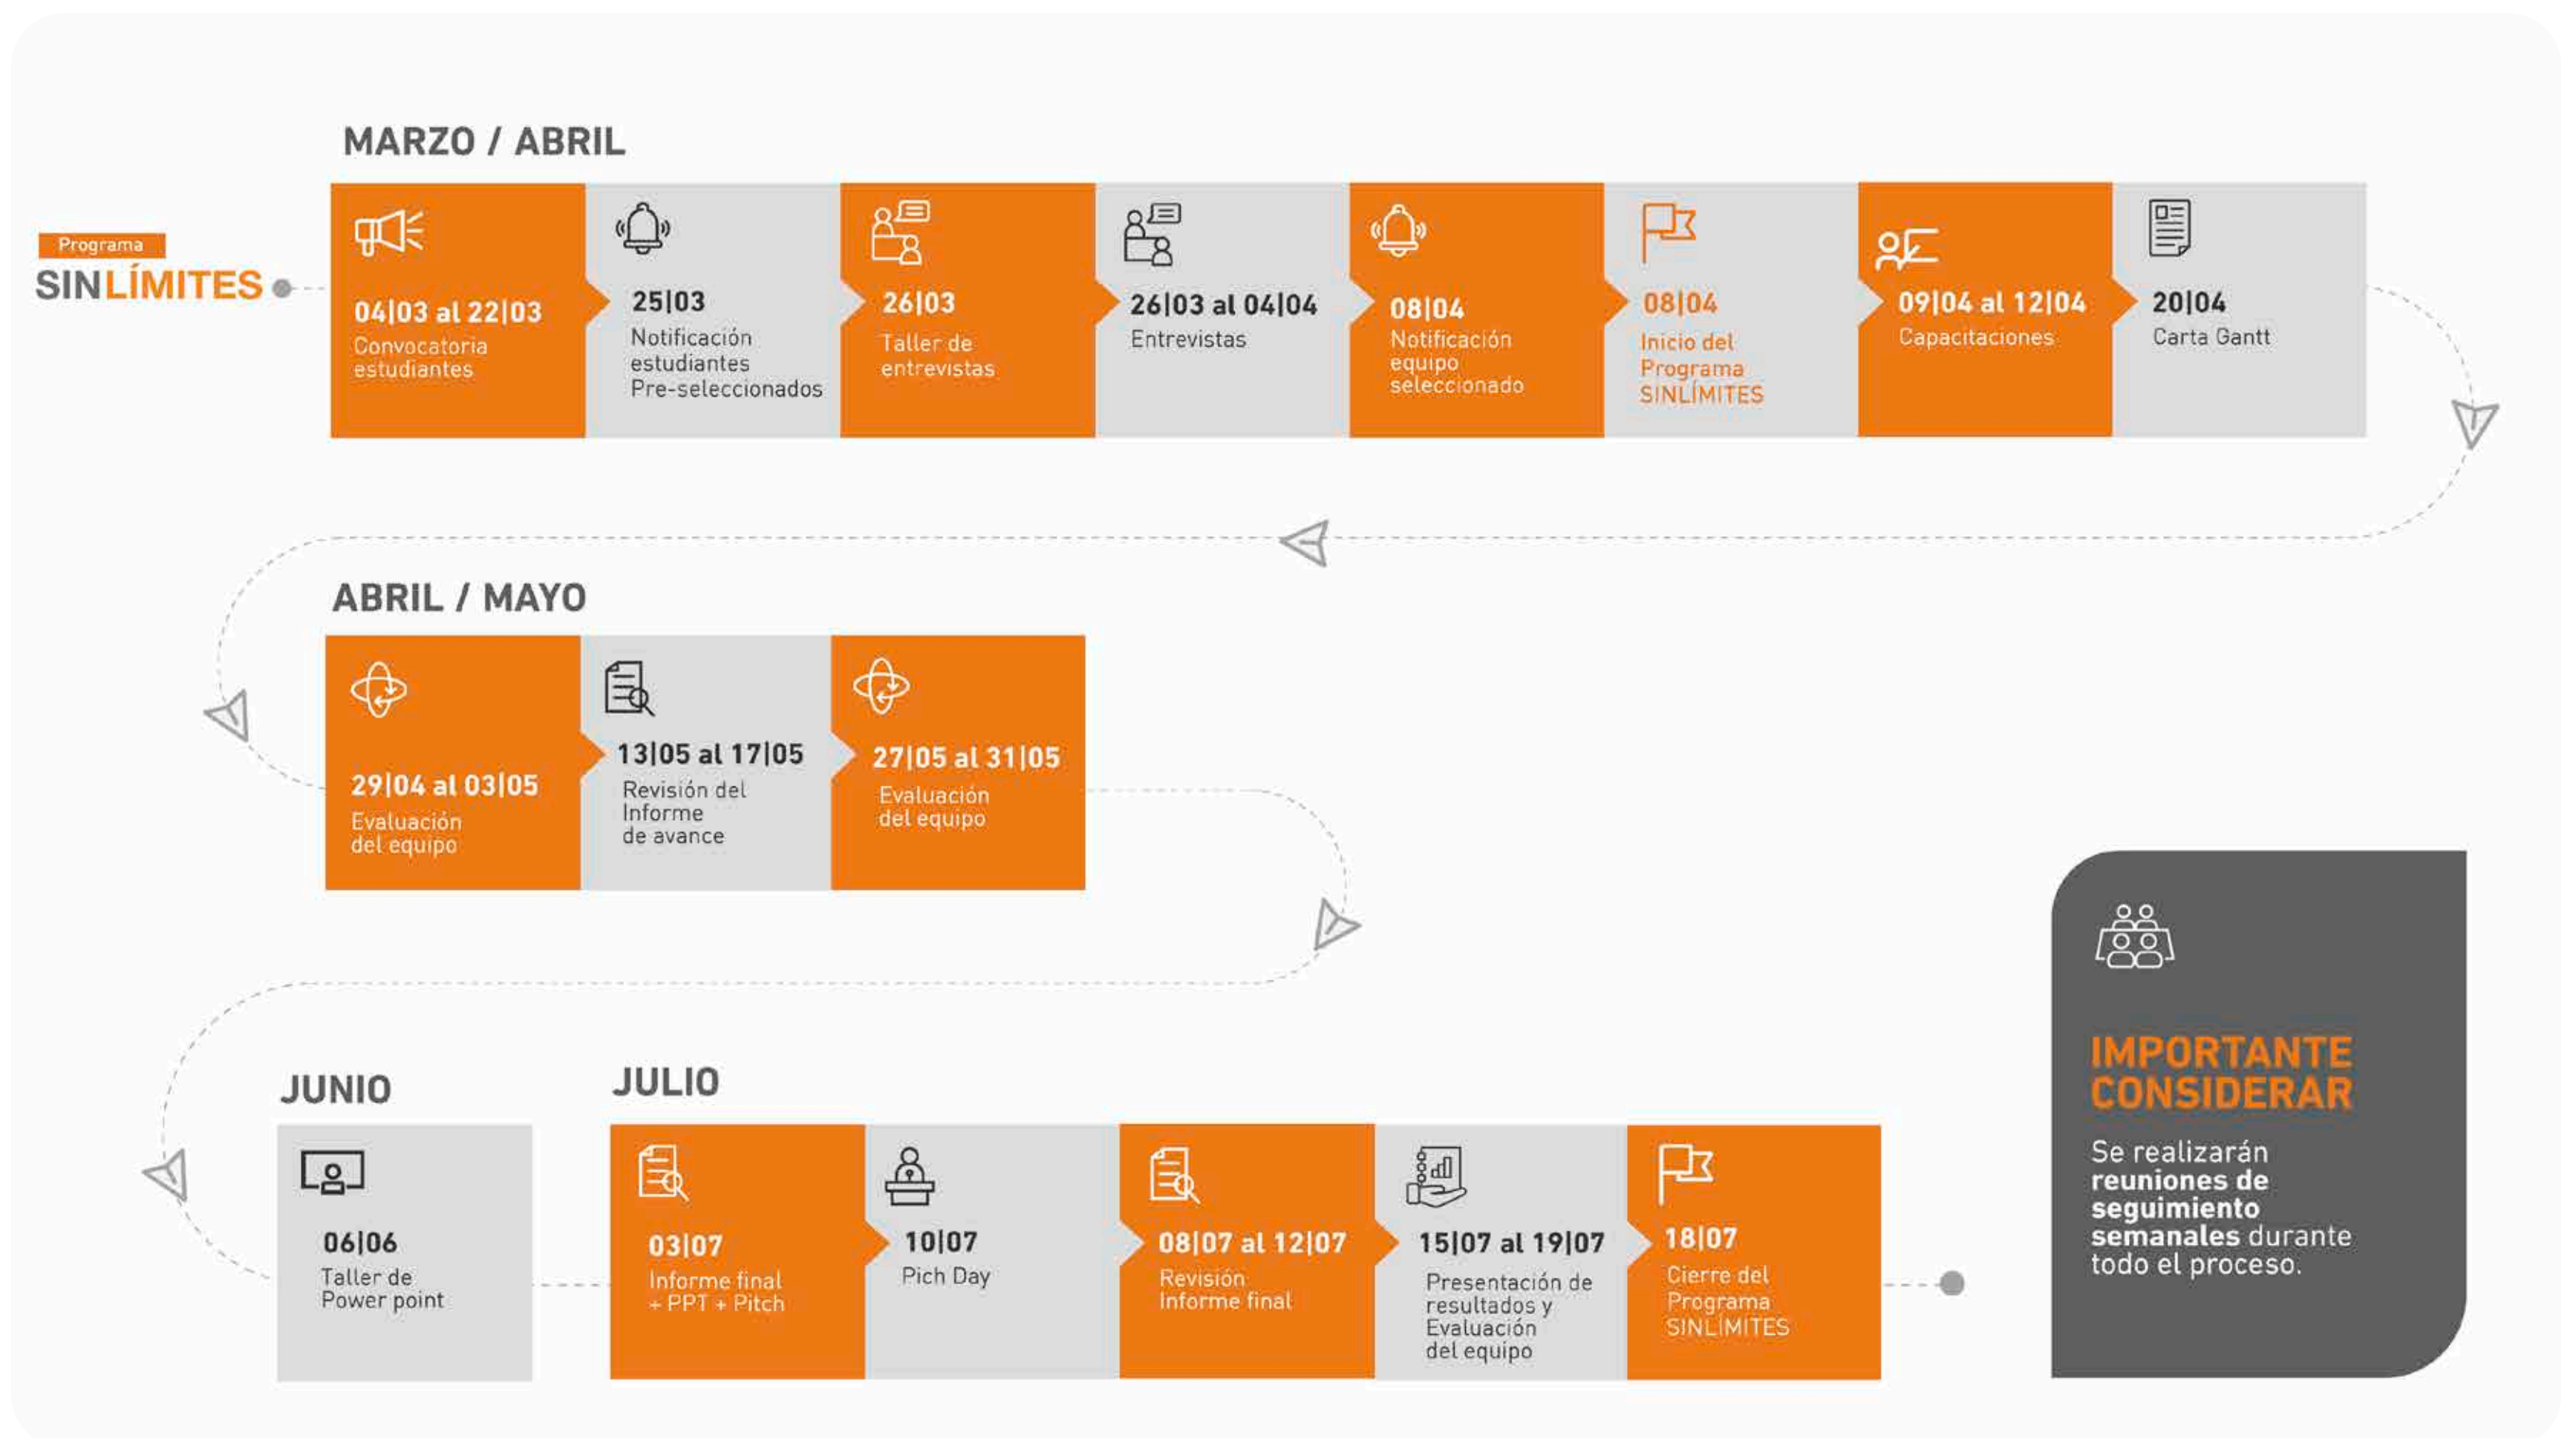 MARZO / ABRIL
Programa
SINLÍMITES
04|03 al 22|03
Convocatoria
estudiantes
25|03
Notificación
estudiantes
Pre-seleccionados
26|03
Taller de
entrevistas
26|03 al 04|04
Entrevistas
08|04
Notificación
equipo
seleccionado
08|04
Inicio del
Programa
SINLÍMITES
09|04 al 12|04
Capacitaciones
20|04
Carta Gantt
ABRIL / MAYO
29|04 al 03|05
Evaluación
del equipo
13|05 al 17|05
Revisión del
Informe
de avance
27|05 al 31|05
Evaluación
del equipo
JUNIO
06|06
Taller de
Power point
JULIO
03|07
Informe final
+ PPT + Pitch
10|07
Pich Day
08|07 al 12|07
Revisión
Informe final
15|07 al 19|07
Presentación de
resultados y
Evaluación
del equipo
18|07
Cierre del
Programa
SINLÍMITES
IMPORTANTE
CONSIDERAR
Se realizarán
reuniones de
seguimiento
semanales durante
todo el proceso.